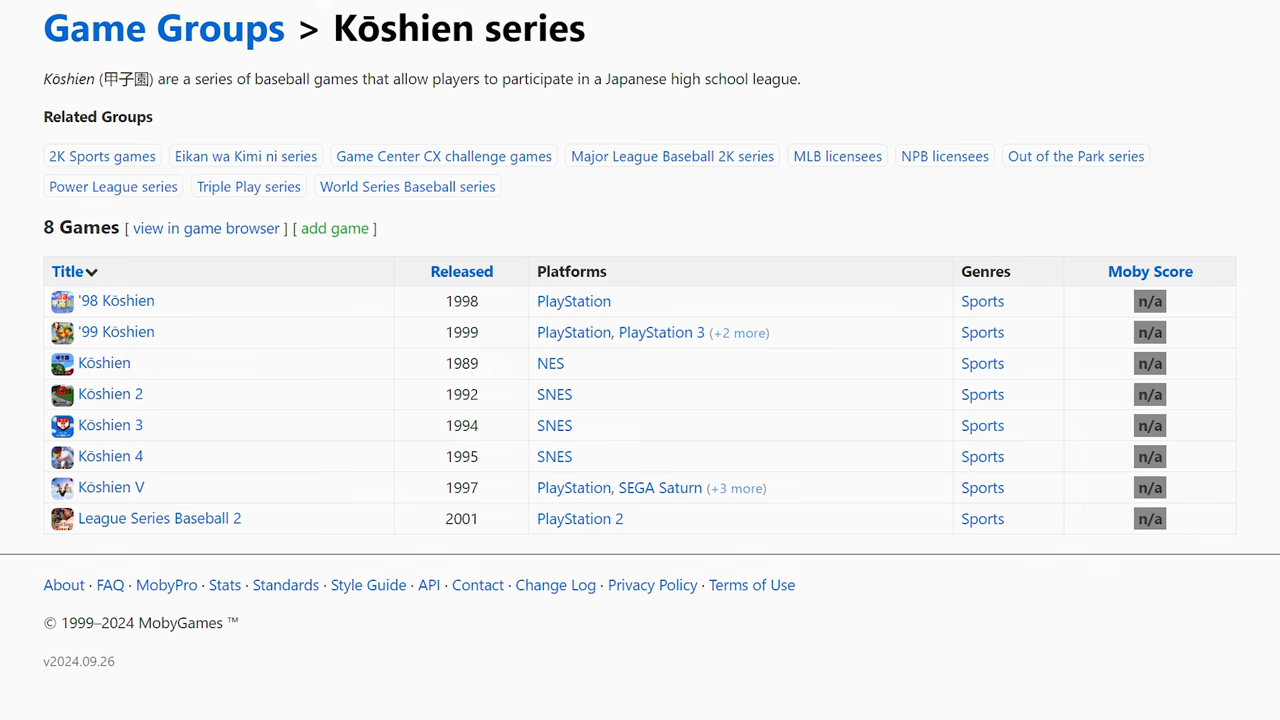 Game Groups > Kōshien series
Kōshien (甲子園) are a series of baseball games that allow players to participate in a Japanese high school league.
Related Groups
2K Sports games Eikan wa Kimi ni series Game Center CX challenge games Major League Baseball 2K series MLB licensees NPB licensees Out of the Park series
Power League series Triple Play series World Series Baseball series
8 Games [ view in game browser ] [ add game ]
Title Released Platforms Genres Moby Score
'98 Kōshien 1998 PlayStation Sports n/a
'99 Kōshien 1999 PlayStation, PlayStation 3 (+2 more) Sports n/a
Kōshien 1989 NES Sports n/a
Kōshien 2 1992 SNES Sports n/a
Kōshien 3 1994 SNES Sports n/a
Kōshien 4 1995 SNES Sports n/a
Kōshien V 1997 PlayStation, SEGA Saturn (+3 more) Sports n/a
League Series Baseball 2 2001 PlayStation 2 Sports n/a
About · FAQ · MobyPro · Stats · Standards · Style Guide · API · Contact · Change Log · Privacy Policy · Terms of Use
© 1999–2024 MobyGames ™
v2024.09.26